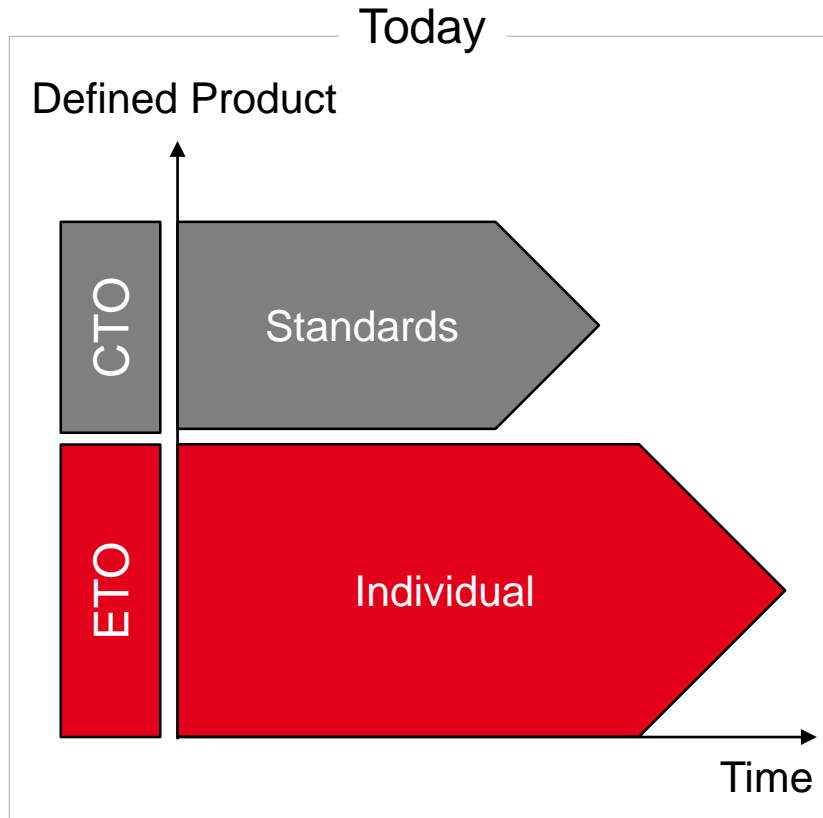 Today
Defined Product
CTO
Standards
ETO
Individual
Time